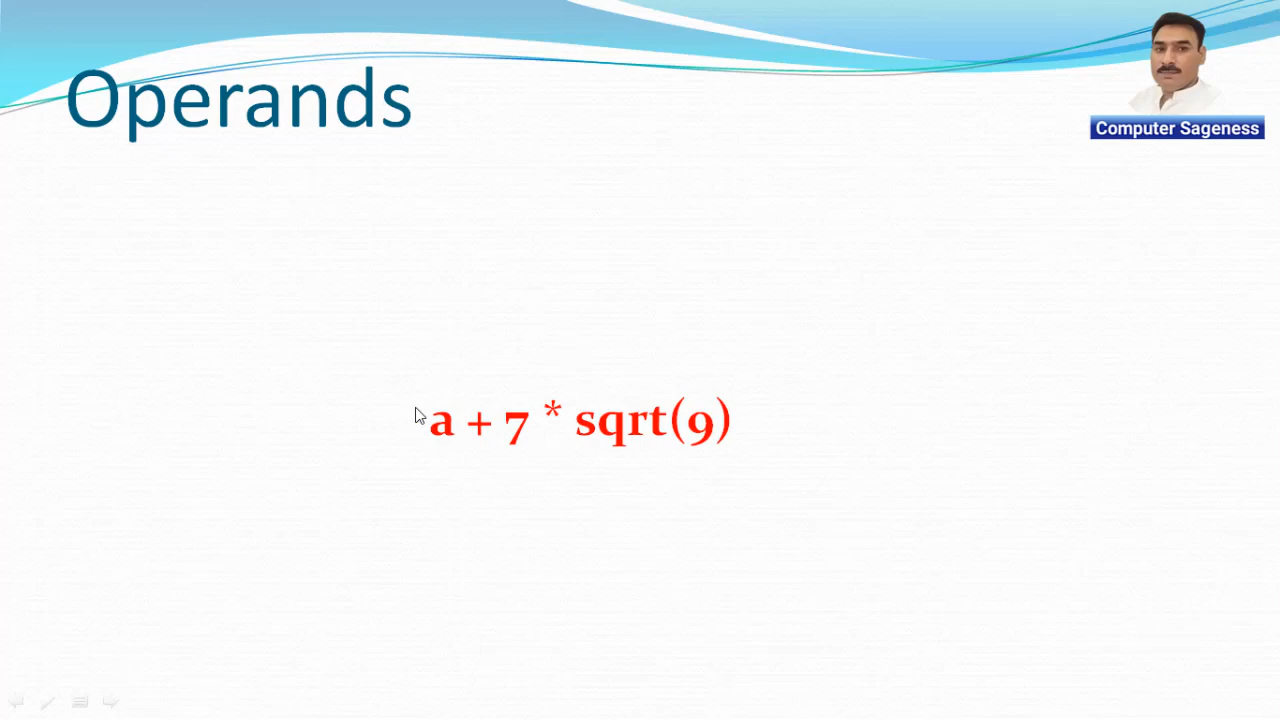 Operands
Computer Sageness
a + 7 * sqrt(9)